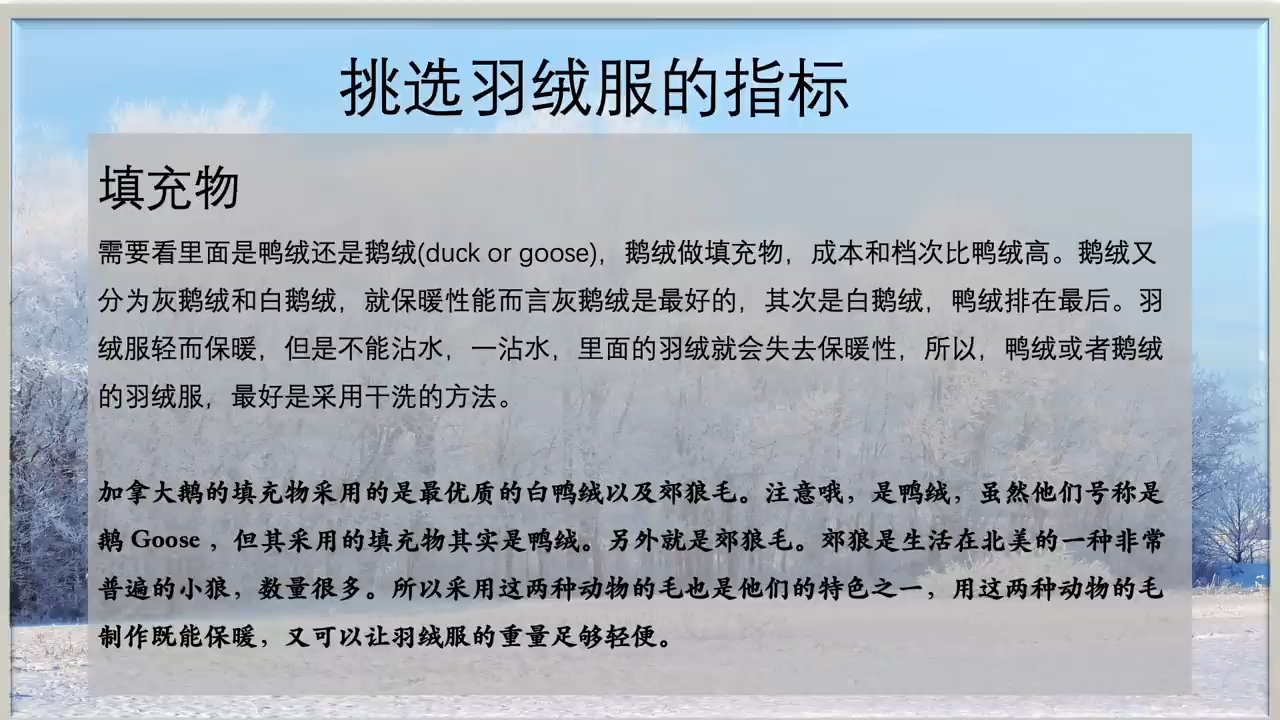 挑选羽绒服的指标
填充物
需要看里面是鸭绒还是鹅绒(duck or goose)，鹅绒做填充物，成本和档次比鸭绒高。鹅绒又
分为灰鹅绒和白鹅绒，就保暖性能而言灰鹅绒是最好的，其次是白鹅绒，鸭绒排在最后。羽
绒服轻而保暖，但是不能沾水，一沾水，里面的羽绒就会失去保暖性，所以，鸭绒或者鹅绒
的羽绒服，最好是采用干洗的方法。
加拿大鹅的填充物采用的是最优质的白鸭绒以及郊狼毛。注意哦，是鸭绒，虽然他们号称是
鹅 Goose ，但其采用的填充物其实是鸭绒。另外就是郊狼毛。郊狼是生活在北美的一种非常
普遍的小狼，数量很多。所以采用这两种动物的毛也是他们的特色之一，用这两种动物的毛
制作既能保暖，又可以让羽绒服的重量足够轻便。